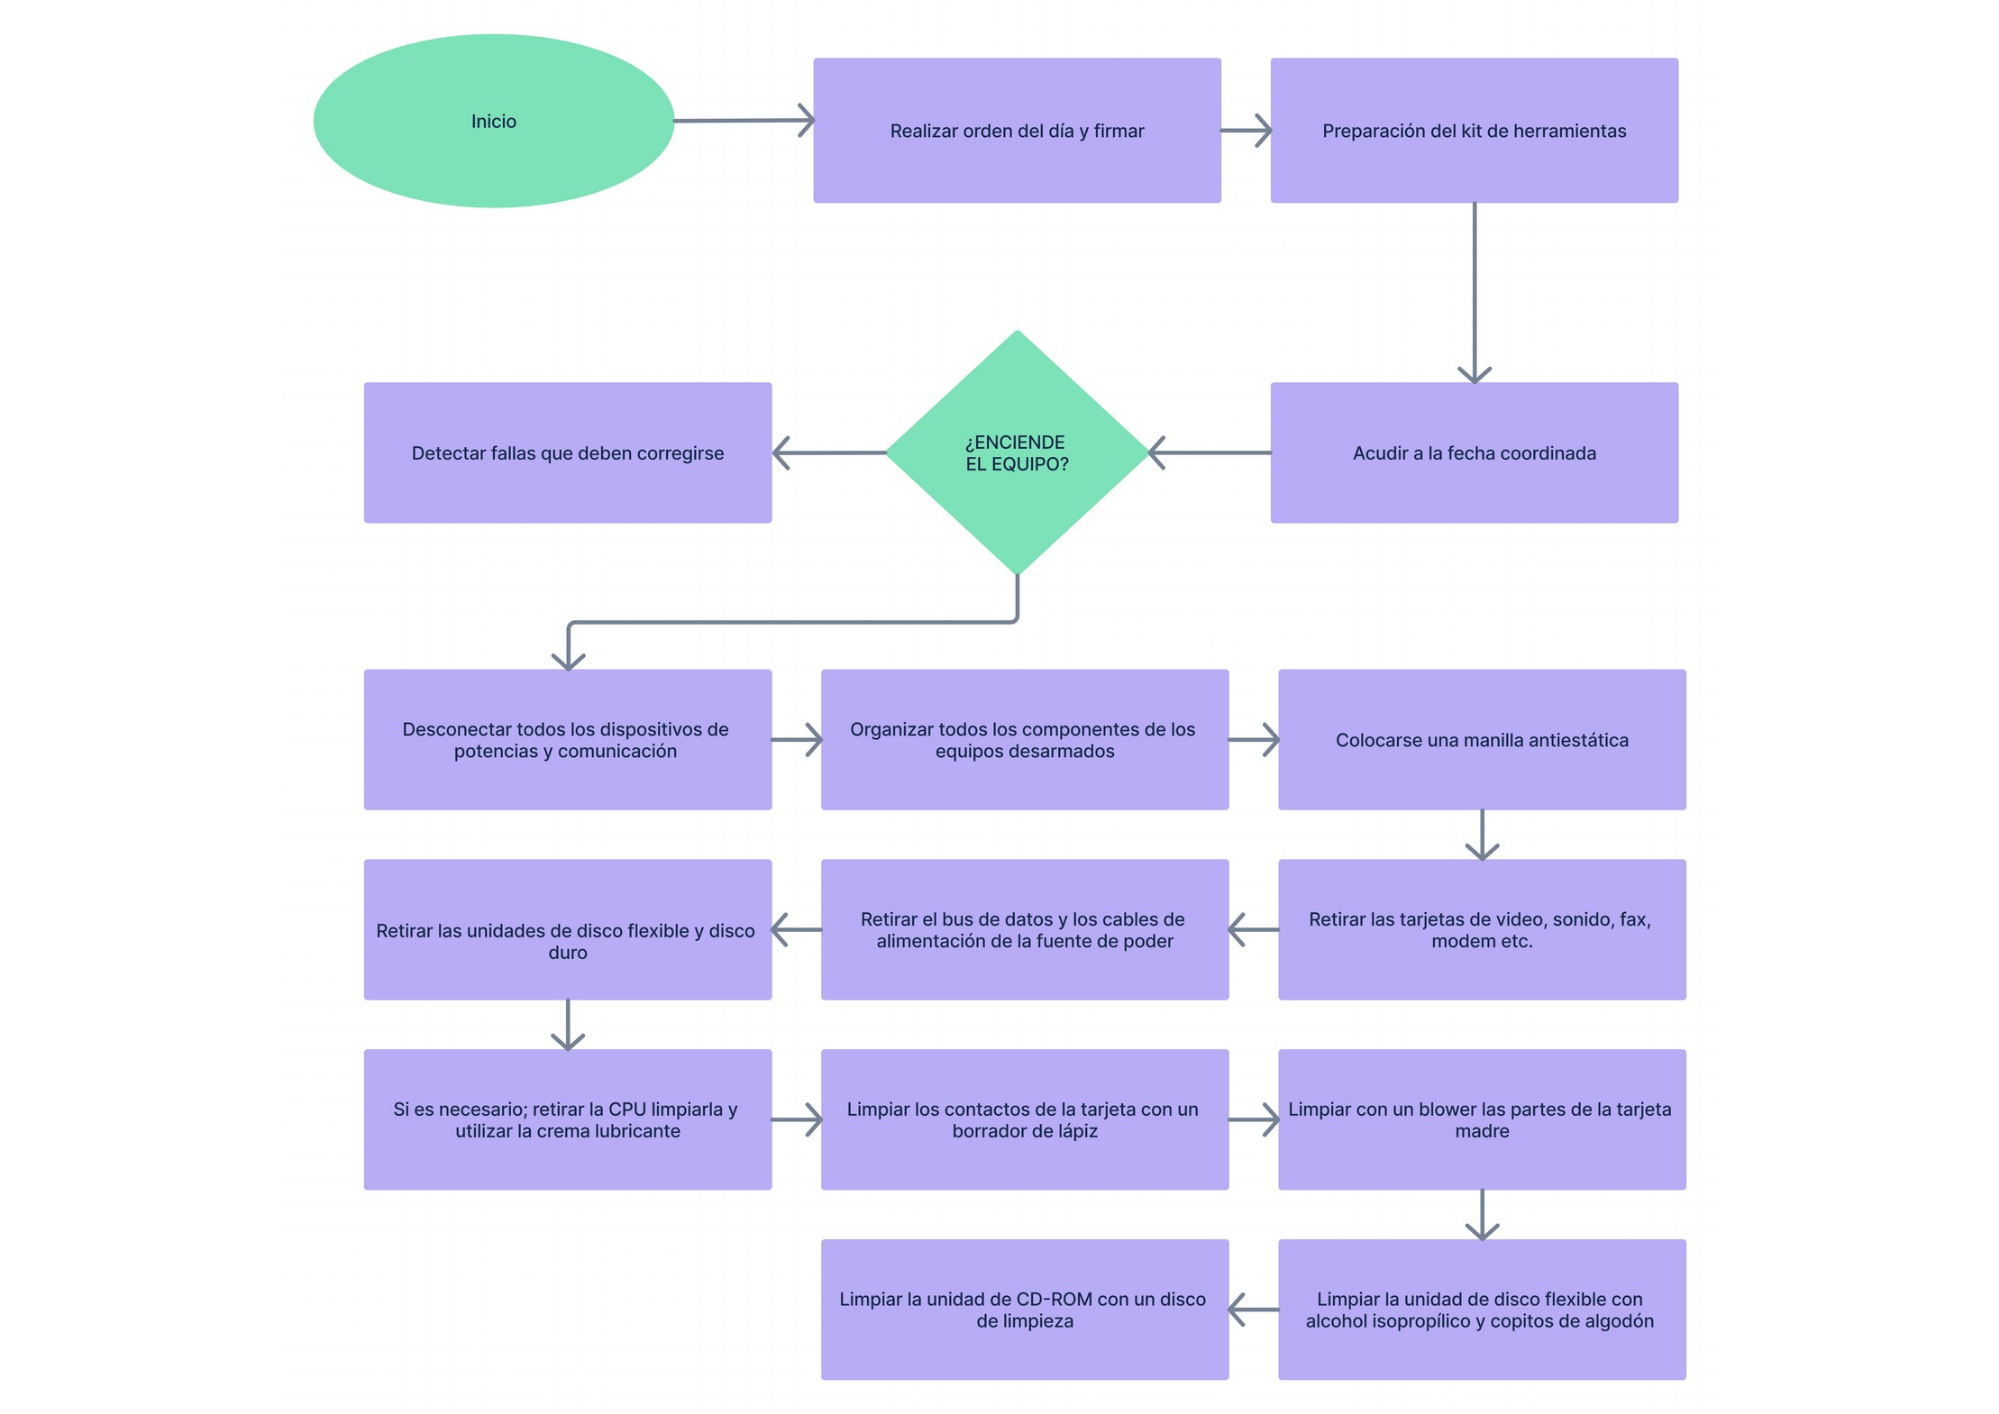 Inicio
Realizar orden del día y firmar
Preparación del kit de herramientas
Acudir a la fecha coordinada
¿ENCIENDE
EL EQUIPO?
Detectar fallas que deben corregirse
Desconectar todos los dispositivos de
potencias y comunicación
Organizar todos los componentes de los
equipos desarmados
Colocarse una manilla antiestática
Retirar las tarjetas de video, sonido, fax,
modem etc.
Retirar el bus de datos y los cables de
alimentación de la fuente de poder
Retirar las unidades de disco flexible y disco
duro
Si es necesario; retirar la CPU limpiarla y
utilizar la crema lubricante
Limpiar los contactos de la tarjeta con un
borrador de lápiz
Limpiar con un blower las partes de la tarjeta
madre
Limpiar la unidad de disco flexible con
alcohol isopropílico y copitos de algodón
Limpiar la unidad de CD-ROM con un disco
de limpieza